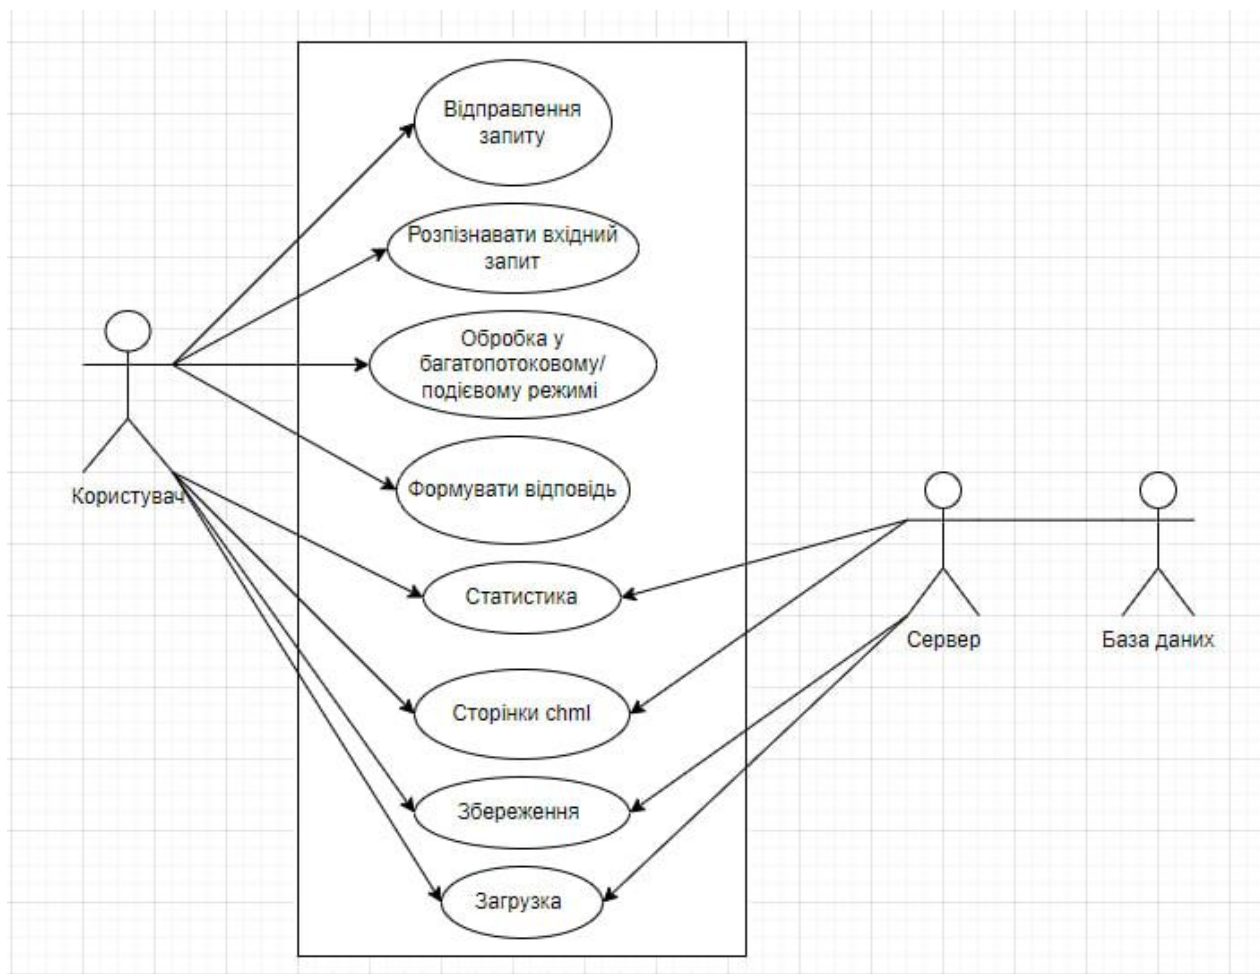 Відправлення
запиту
Розпізнавати вхідний
запит
Обробка у
багатопотоковому/
подієвому режимі
Користувач
Формувати відповідь
Статистика
Сервер
База даних
Сторінки chml
Збереження
Загрузка